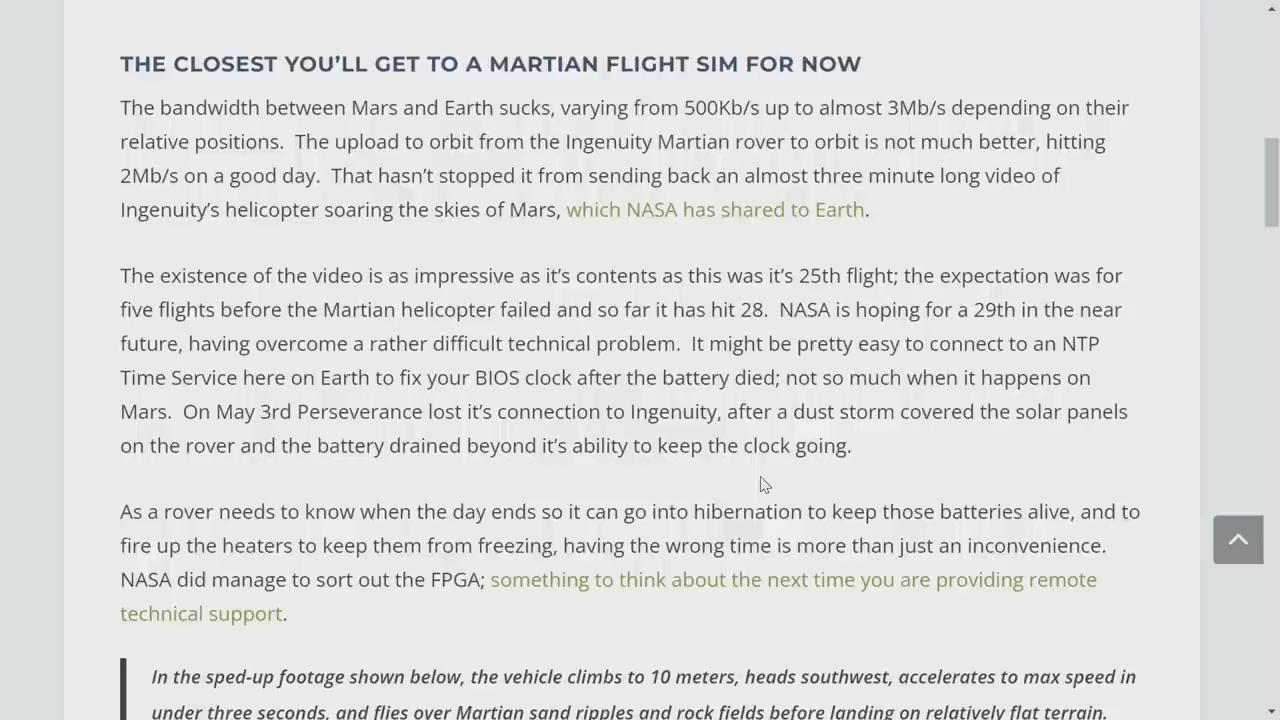 THE CLOSEST YOU’LL GET TO A MARTIAN FLIGHT SIM FOR NOW
The bandwidth between Mars and Earth sucks, varying from 500Kb/s up to almost 3Mb/s depending on their
relative positions.  The upload to orbit from the Ingenuity Martian rover to orbit is not much better, hitting
2Mb/s on a good day.  That hasn’t stopped it from sending back an almost three minute long video of
Ingenuity’s helicopter soaring the skies of Mars, which NASA has shared to Earth.
The existence of the video is as impressive as it’s contents as this was it’s 25th flight; the expectation was for
five flights before the Martian helicopter failed and so far it has hit 28.  NASA is hoping for a 29th in the near
future, having overcome a rather difficult technical problem.  It might be pretty easy to connect to an NTP
Time Service here on Earth to fix your BIOS clock after the battery died; not so much when it happens on
Mars.  On May 3rd Perseverance lost it’s connection to Ingenuity, after a dust storm covered the solar panels
on the rover and the battery drained beyond it’s ability to keep the clock going.
As a rover needs to know when the day ends so it can go into hibernation to keep those batteries alive, and to
fire up the heaters to keep them from freezing, having the wrong time is more than just an inconvenience.
NASA did manage to sort out the FPGA; something to think about the next time you are providing remote
technical support.
In the sped-up footage shown below, the vehicle climbs to 10 meters, heads southwest, accelerates to max speed in
under three seconds, and flies over Martian sand ripples and rock fields before landing on relatively flat terrain.